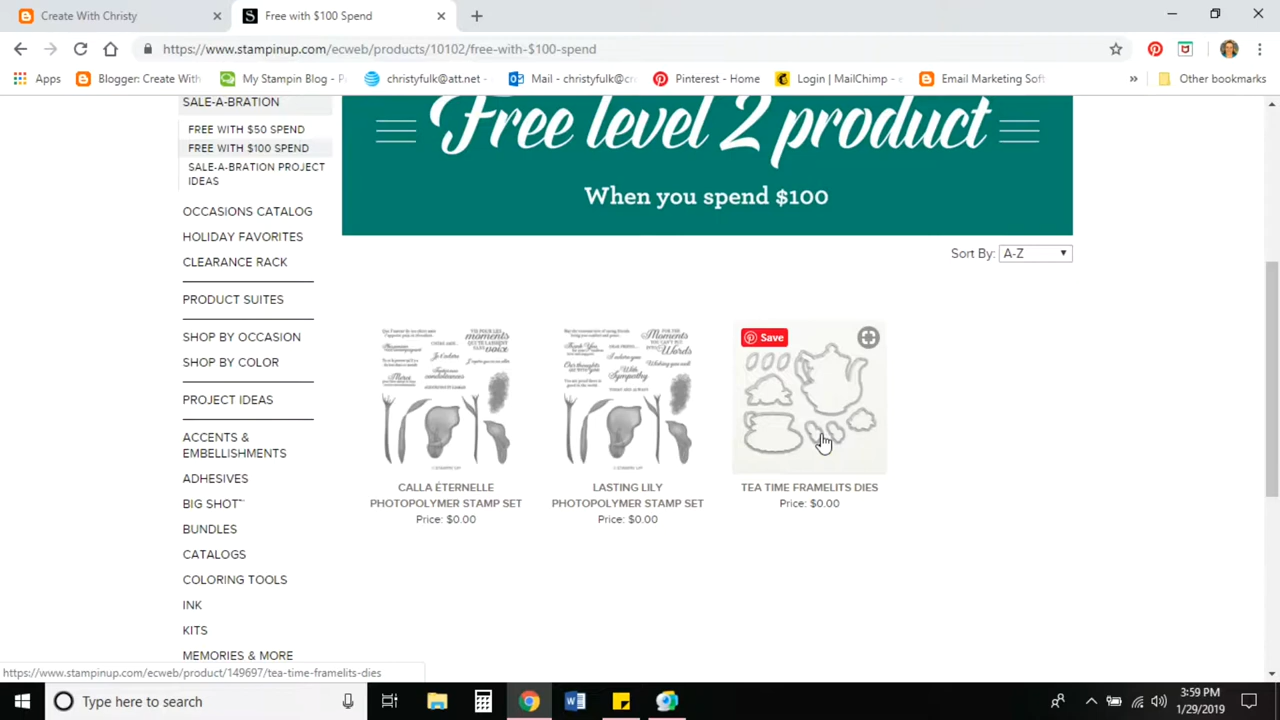 Create With Christy
Free with $100 Spend
https://www.stampinup.com/ecweb/products/10102/free-with-$100-spend
Apps
Blogger: Create With
My Stampin Blog - P
christyfulk@att.net -
Mail - christyfulk@cr
Pinterest - Home
Login | MailChimp -
Email Marketing Soft
»
Other bookmarks
SALE-A-BRATION
FREE WITH $50 SPEND
FREE WITH $100 SPEND
SALE-A-BRATION PROJECT
IDEAS
OCCASIONS CATALOG
HOLIDAY FAVORITES
CLEARANCE RACK
PRODUCT SUITES
SHOP BY OCCASION
SHOP BY COLOR
PROJECT IDEAS
ACCENTS &
EMBELLISHMENTS
ADHESIVES
BIG SHOT™
BUNDLES
CATALOGS
COLORING TOOLS
INK
KITS
MEMORIES & MORE
Free level 2 product
When you spend $100
Sort By: A-Z
Save
CALLA ÉTERNELLE
PHOTOPOLYMER STAMP SET
Price: $0.00
LASTING LILY
PHOTOPOLYMER STAMP SET
Price: $0.00
TEA TIME FRAMELITS DIES
Price: $0.00
https://www.stampinup.com/ecweb/product/149697/tea-time-framelits-dies
Type here to search
3:59 PM
1/29/2019